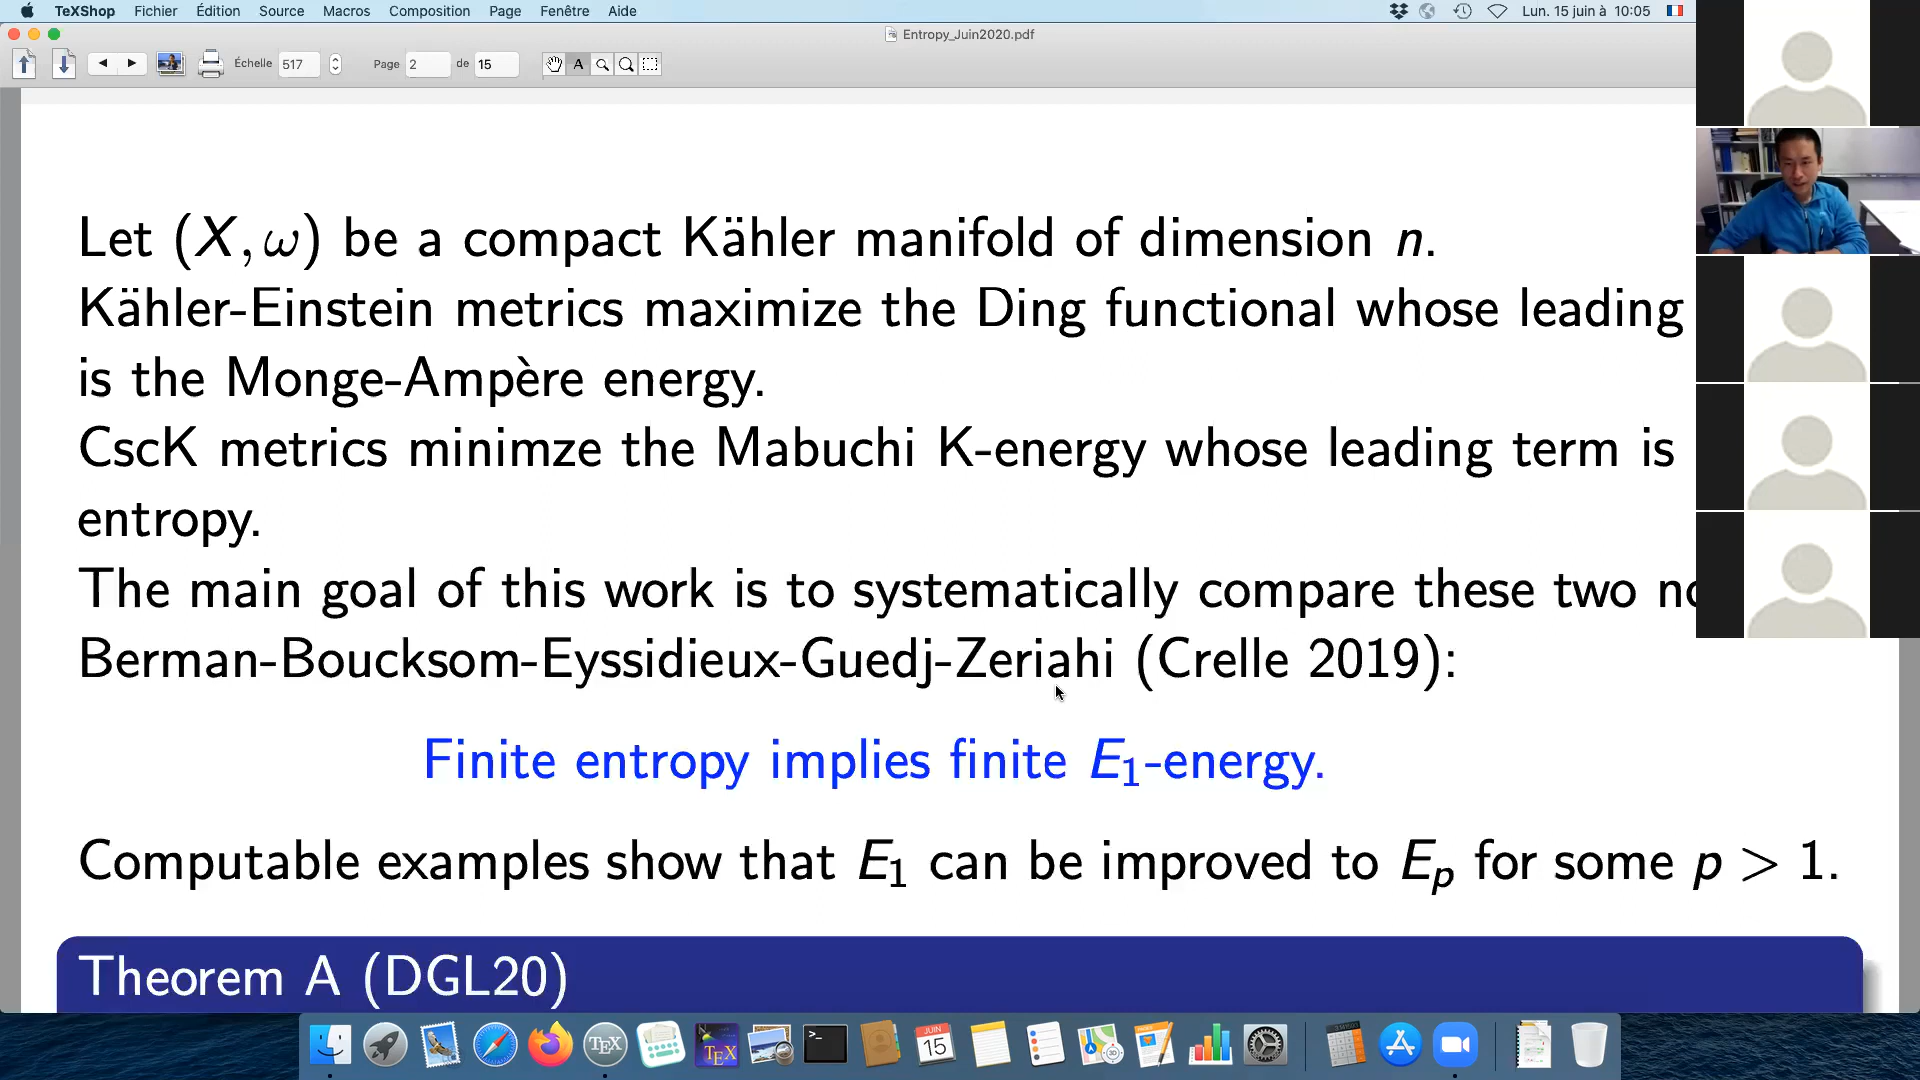 TeXShop Fichier Édition Source Macros Composition Page Fenêtre Aide Lun. 15 juin à 10:05
Entropy_Juin2020.pdf
Échelle 517 Page 2 de 15 A
Let (X, ω) be a compact Kähler manifold of dimension n.
Kähler-Einstein metrics maximize the Ding functional whose leading
is the Monge-Ampère energy.
CscK metrics minimze the Mabuchi K-energy whose leading term is
entropy.
The main goal of this work is to systematically compare these two
Berman-Boucksom-Eyssidieux-Guedj-Zeriahi (Crelle 2019):
Finite entropy implies finite E₁-energy.
Computable examples show that E₁ can be improved to Eₚ for some p > 1.
Theorem A (DGL20)
TEX TEX JUIN 15